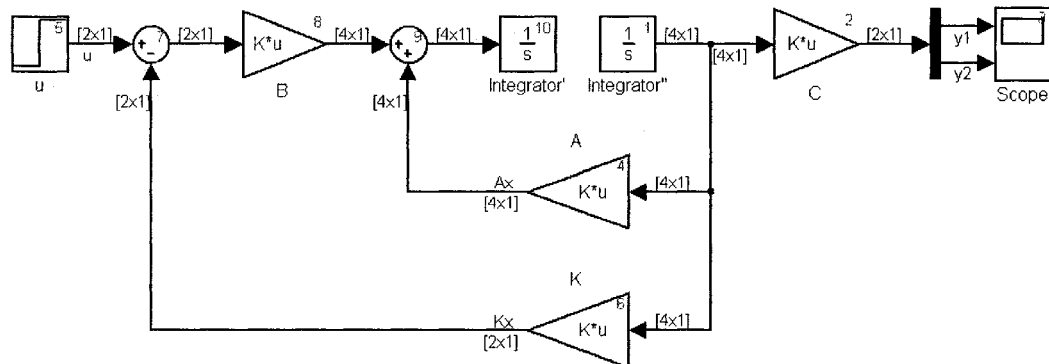 5
[2x1]
u
u
7
+
−
[2x1]
[2x1]
8
K*u
B
[4x1]
9
+
+
[4x1]
[4x1]
10
1
s
Integrator'
1
1
s
Integrator"
[4x1]
[4x1]
2
K*u
C
[2x1]
y1
y2
Scope
A
4
K*u
[4x1]
Ax
[4x1]
K
6
K*u
[4x1]
Kx
[2x1]